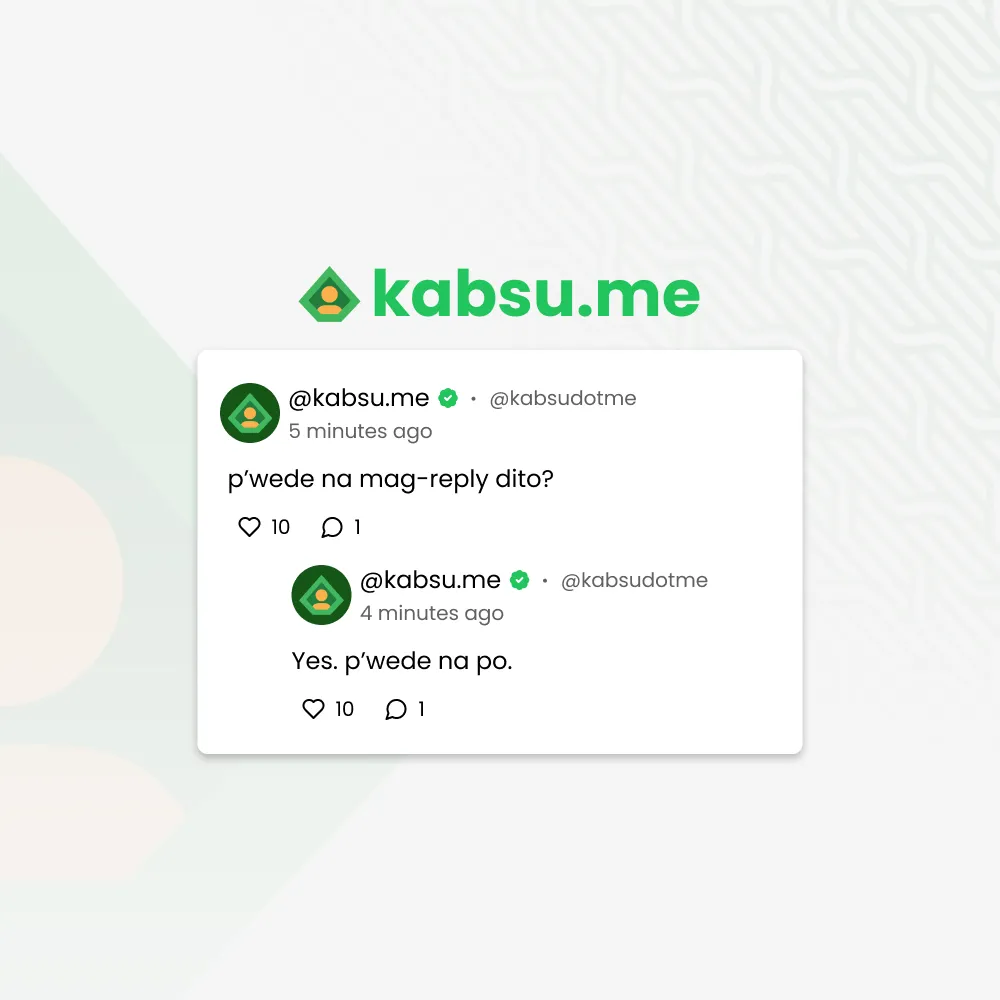 kabsu.me
@kabsu.me • @kabsudotme
5 minutes ago
p’wede na mag-reply dito?
10 1
@kabsu.me • @kabsudotme
4 minutes ago
Yes. p’wede na po.
10 1